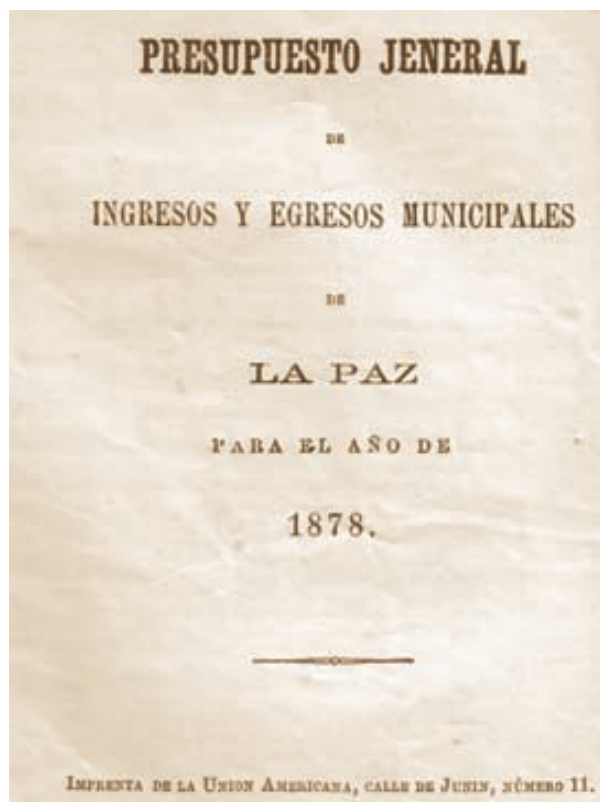 PRESUPUESTO JENERAL
DE
INGRESOS Y EGRESOS MUNICIPALES
DE
LA PAZ
PARA EL AÑO DE
1878.
IMPRENTA DE LA UNION AMERICANA, CALLE DE JUNIN, NÚMERO 11.